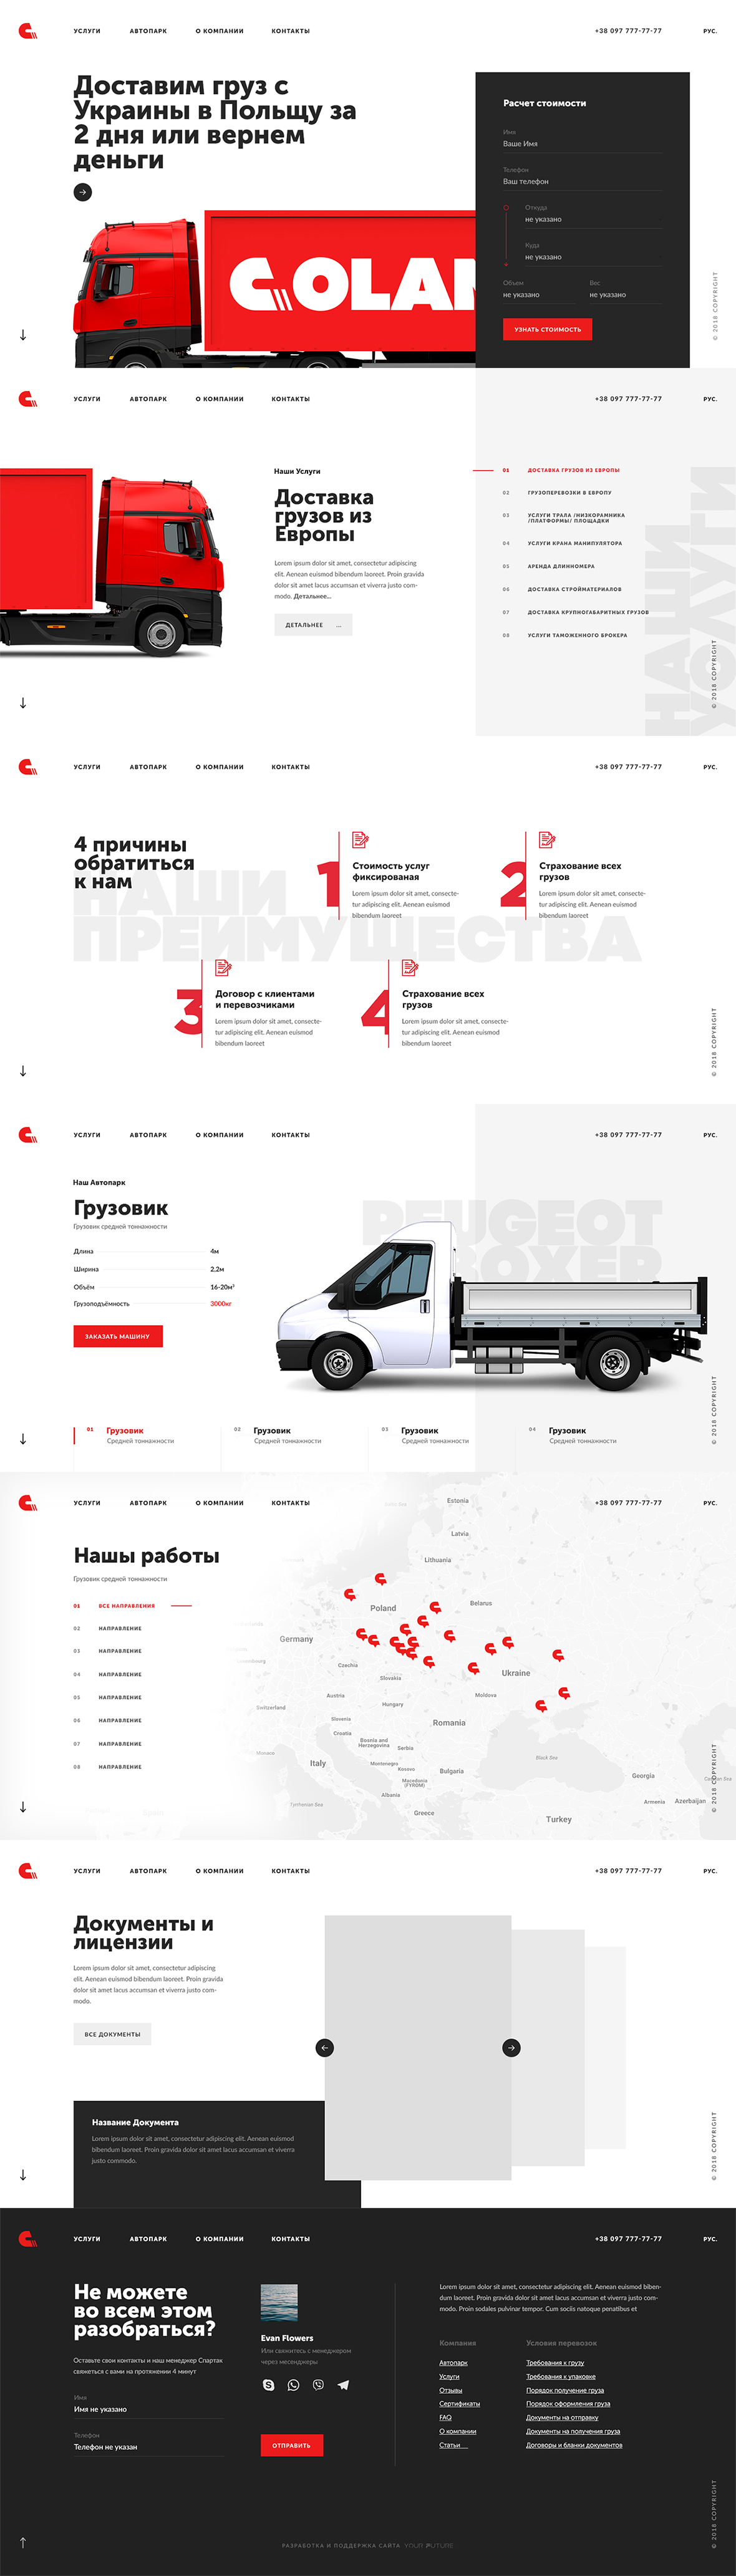 УСЛУГИ
АВТОПАРК
О КОМПАНИИ
КОНТАКТЫ
+38 097 777-77-77
РУС.
Доставим груз с
Украины в Польщу за
2 дня или вернем
деньги
Расчет стоимости
Имя
Ваше Имя
Телефон
Ваш телефон
Откуда
не указано
Куда
не указано
Объем
не указано
Вес
не указано
УЗНАТЬ СТОИМОСТЬ
© 2018 COPYRIGHT
УСЛУГИ
АВТОПАРК
О КОМПАНИИ
КОНТАКТЫ
+38 097 777-77-77
РУС.
Наши Услуги
Доставка
грузов из
Европы
Lorem ipsum dolor sit amet, consectetur adipiscing
elit. Aenean euismod bibendum laoreet. Proin gravida
dolor sit amet lacus accumsan et viverra justo com-
modo. Детальнее...
ДЕТАЛЬНЕЕ ...
01 ДОСТАВКА ГРУЗОВ ИЗ ЕВРОПЫ
02 ГРУЗОПЕРЕВОЗКИ В ЕВРОПУ
03 УСЛУГИ ТРАЛА /НИЗКОРАМНИКА
/ПЛАТФОРМЫ/ ПЛОЩАДКИ
04 УСЛУГИ КРАНА МАНИПУЛЯТОРА
05 АРЕНДА ДЛИННОМЕРА
06 ДОСТАВКА СТРОЙМАТЕРИАЛОВ
07 ДОСТАВКА КРУПНОГАБАРИТНЫХ ГРУЗОВ
08 УСЛУГИ ТАМОЖЕННОГО БРОКЕРА
НАШИ
УСЛУГИ
© 2018 COPYRIGHT
УСЛУГИ
АВТОПАРК
О КОМПАНИИ
КОНТАКТЫ
+38 097 777-77-77
РУС.
4 причины
обратиться
к нам
НАШИ
ПРЕИМУЩЕСТВА
1
Стоимость услуг
фиксированая
Lorem ipsum dolor sit amet, consecte-
tur adipiscing elit. Aenean euismod
bibendum laoreet
2
Страхование всех
грузов
Lorem ipsum dolor sit amet, consecte-
tur adipiscing elit. Aenean euismod
bibendum laoreet
3
Договор с клиентами
и перевозчиками
Lorem ipsum dolor sit amet, consecte-
tur adipiscing elit. Aenean euismod
bibendum laoreet
4
Страхование всех
грузов
Lorem ipsum dolor sit amet, consecte-
tur adipiscing elit. Aenean euismod
bibendum laoreet
© 2018 COPYRIGHT
УСЛУГИ
АВТОПАРК
О КОМПАНИИ
КОНТАКТЫ
+38 097 777-77-77
РУС.
Наш Автопарк
Грузовик
Грузовик средней тоннажности
Длина 4м
Ширина 2,2м
Объём 16-20м³
Грузоподъёмность 3000кг
ЗАКАЗАТЬ МАШИНУ
PEUGEOT
BOXER
01 Грузовик
Средней тоннажности
02 Грузовик
Средней тоннажности
03 Грузовик
Средней тоннажности
04 Грузовик
Средней тоннажности
© 2018 COPYRIGHT
УСЛУГИ
АВТОПАРК
О КОМПАНИИ
КОНТАКТЫ
+38 097 777-77-77
РУС.
Нашы работы
Грузовик средней тоннажности
01 ВСЕ НАПРАВЛЕНИЯ
02 НАПРАВЛЕНИЕ
03 НАПРАВЛЕНИЕ
04 НАПРАВЛЕНИЕ
05 НАПРАВЛЕНИЕ
06 НАПРАВЛЕНИЕ
07 НАПРАВЛЕНИЕ
08 НАПРАВЛЕНИЕ
Estonia
Latvia
Lithuania
Belarus
Poland
Germany
Czechia
Ukraine
Slovakia
Austria
Moldova
Hungary
Switzerland
Slovenia
Romania
Croatia
Bosnia and
Herzegovina
Serbia
Monaco
Italy
Montenegro
Kosovo
Bulgaria
Black Sea
Macedonia
(FYROM)
Albania
Georgia
Caspian Sea
Armenia
Azerbaijan
Tyrrhenian Sea
Greece
Turkey
© 2018 COPYRIGHT
УСЛУГИ
АВТОПАРК
О КОМПАНИИ
КОНТАКТЫ
+38 097 777-77-77
РУС.
Документы и
лицензии
Lorem ipsum dolor sit amet, consectetur adipiscing
elit. Aenean euismod bibendum laoreet. Proin gravida
dolor sit amet lacus accumsan et viverra justo com-
modo.
ВСЕ ДОКУМЕНТЫ
Название Документа
Lorem ipsum dolor sit amet, consectetur adipiscing elit. Aenean euismod
bibendum laoreet. Proin gravida dolor sit amet lacus accumsan et viverra
justo commodo.
© 2018 COPYRIGHT
УСЛУГИ
АВТОПАРК
О КОМПАНИИ
КОНТАКТЫ
+38 097 777-77-77
РУС.
Не можете
во всем этом
разобраться?
Оставьте свои контакты и наш менеджер Спартак
свяжеться с вами на протяжении 4 минут
Имя
Имя не указано
Телефон
Телефон не указан
Evan Flowers
Или свяжитесь с менеджером
через месенджеры
ОТПРАВИТЬ
Lorem ipsum dolor sit amet, consectetur adipiscing elit. Aenean euismod biben-
dum laoreet. Proin gravida dolor sit amet lacus accumsan et viverra justo com-
modo. Proin sodales pulvinar tempor. Cum sociis natoque penatibus et
Компания
Автопарк
Услуги
Отзывы
Сертификаты
FAQ
О компании
Статьи
Условия перевозок
Требования к грузу
Требования к упаковке
Порядок получение груза
Порядок оформления груза
Документы на отправку
Документы на получения груза
Договоры и бланки документов
© 2018 COPYRIGHT
РАЗРАБОТКА И ПОДДЕРЖКА САЙТА YOUR FUTURE